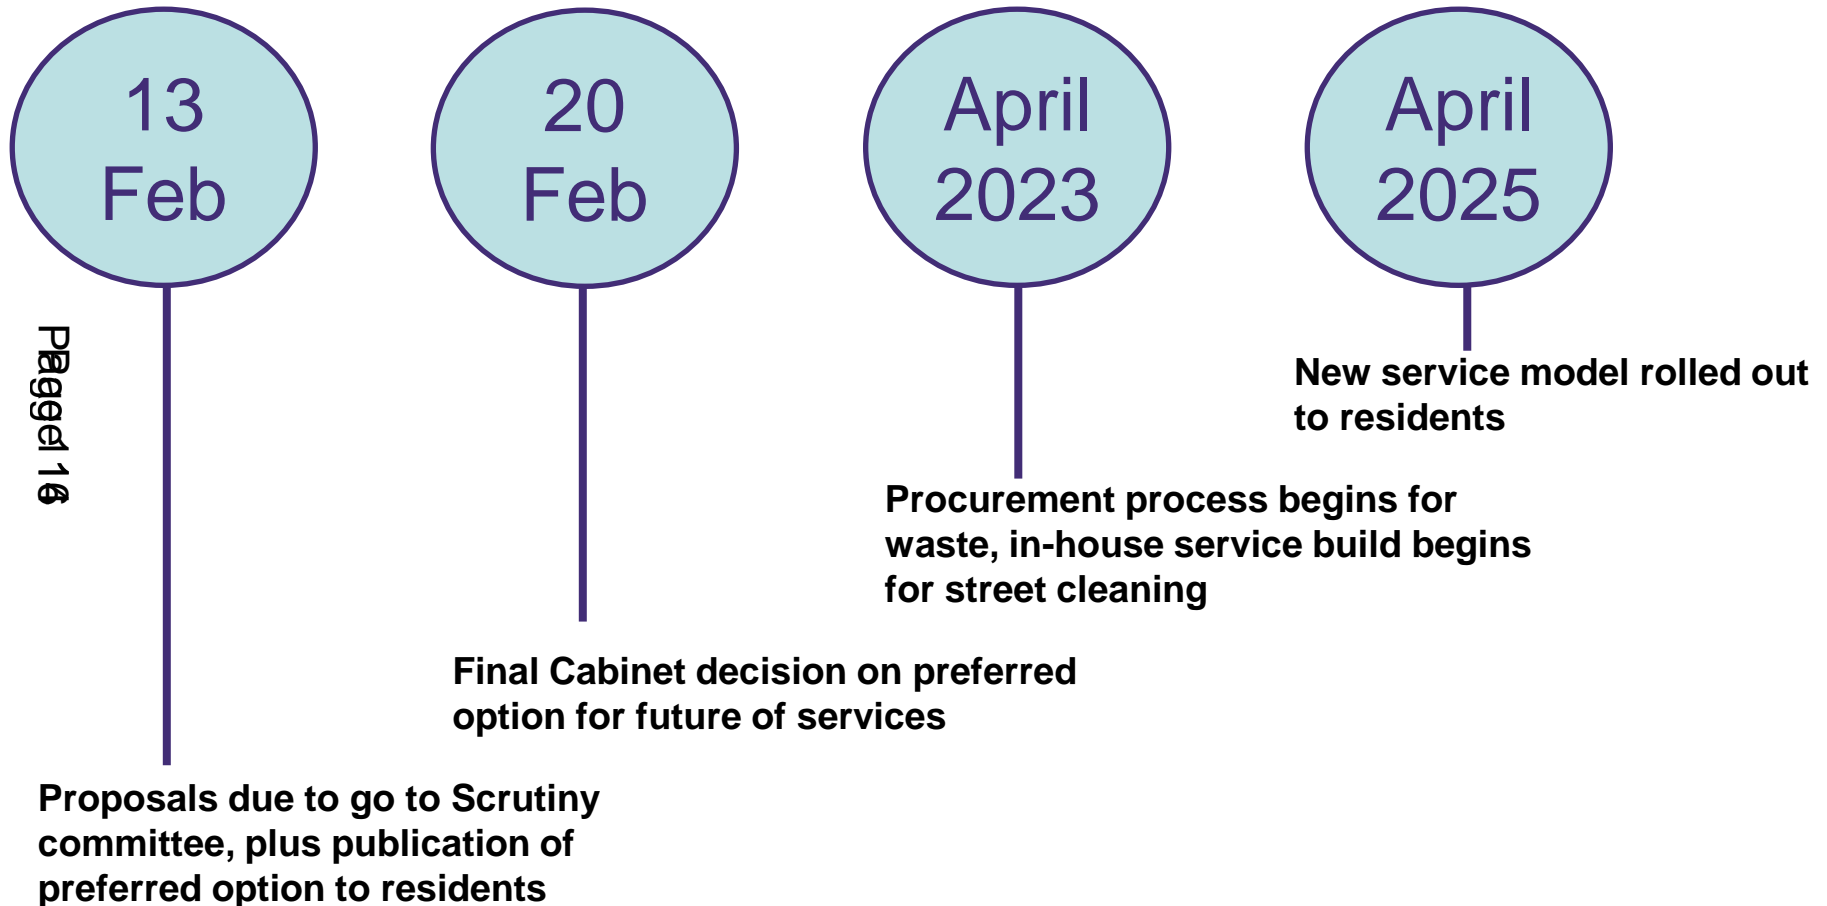 13
Feb
20
Feb
April
2023
April
2025
New service model rolled out
to residents
Procurement process begins for
waste, in-house service build begins
for street cleaning
Final Cabinet decision on preferred
option for future of services
Proposals due to go to Scrutiny
committee, plus publication of
preferred option to residents